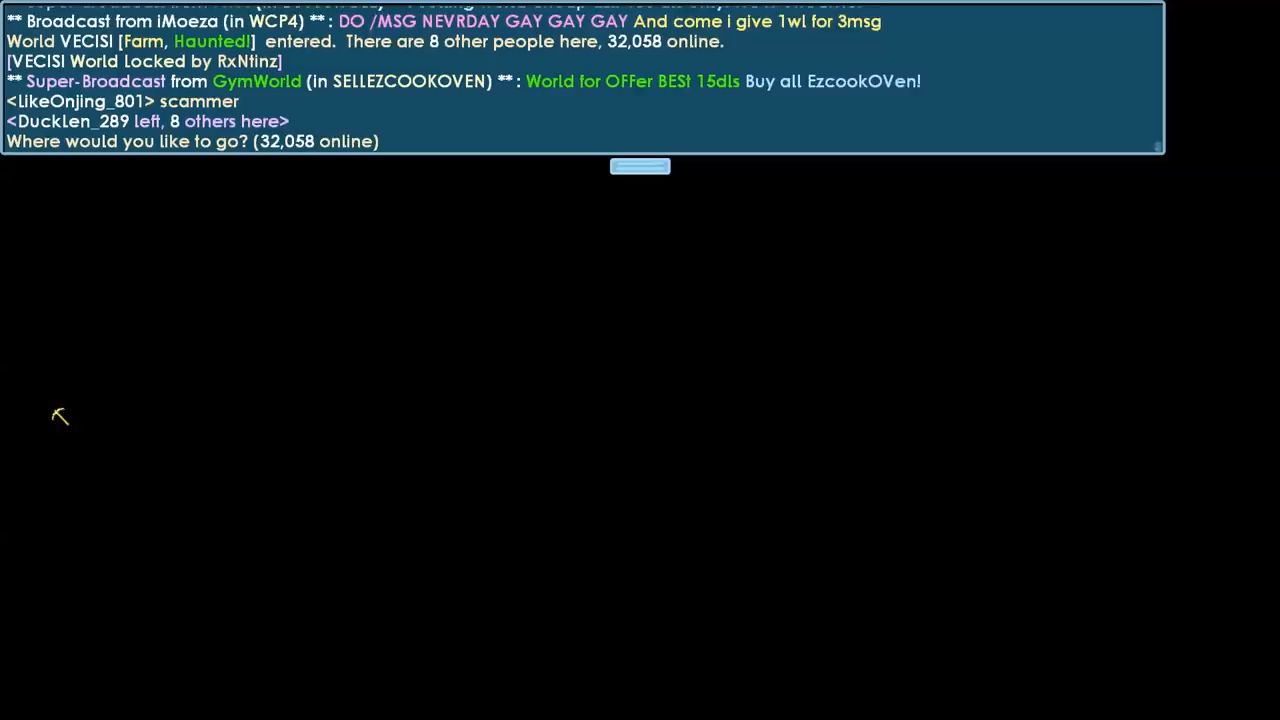 ** Broadcast from iMoeza (in WCP4) ** : DO /MSG NEVRDAY GAY GAY GAY And come i give 1wl for 3msg
World VECISI [Farm, Haunted!] entered. There are 8 other people here, 32,058 online.
[VECISI World Locked by RxNtinz]
** Super-Broadcast from GymWorld (in SELLEZCOOKOVEN) ** : World for OFFer BESt 15dls Buy all EzcookOVen!
<LikeOnjing_801> scammer
<DuckLen_289 left, 8 others here>
Where would you like to go? (32,058 online)